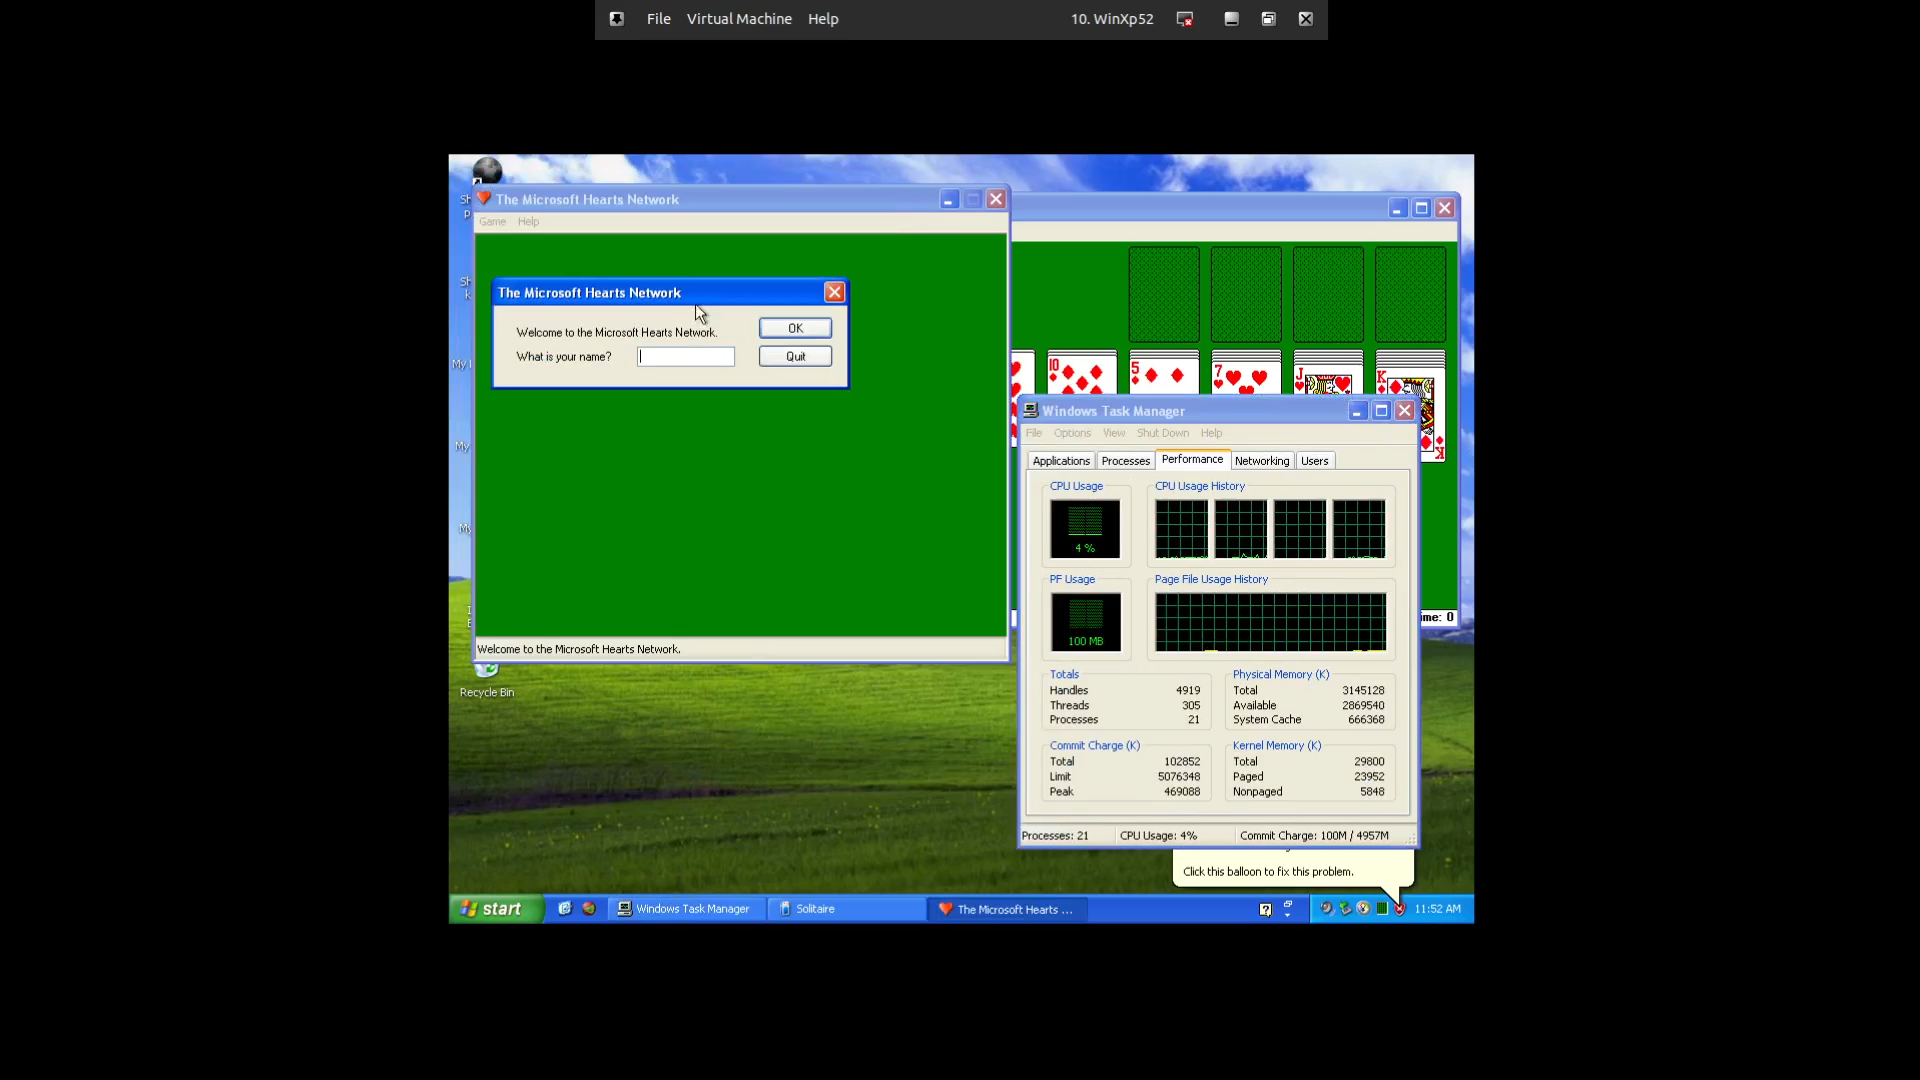 File Virtual Machine Help 10. WinXp52
The Microsoft Hearts Network
Game Help
The Microsoft Hearts Network
Welcome to the Microsoft Hearts Network.
OK
What is your name?
Quit
10 5 7 J K
K
Windows Task Manager
File Options View Shut Down Help
Applications Processes Performance Networking Users
CPU Usage CPU Usage History
4 %
PF Usage Page File Usage History
100 MB
Totals
Handles 4919
Threads 305
Processes 21
Physical Memory (K)
Total 3145128
Available 2869540
System Cache 666368
Commit Charge (K)
Total 102852
Limit 5076348
Peak 469088
Kernel Memory (K)
Total 29800
Paged 23952
Nonpaged 5848
Processes: 21 CPU Usage: 4% Commit Charge: 100M / 4957M
ime: 0
Welcome to the Microsoft Hearts Network.
Recycle Bin
Click this balloon to fix this problem.
start Windows Task Manager Solitaire The Microsoft Hearts ... 11:52 AM